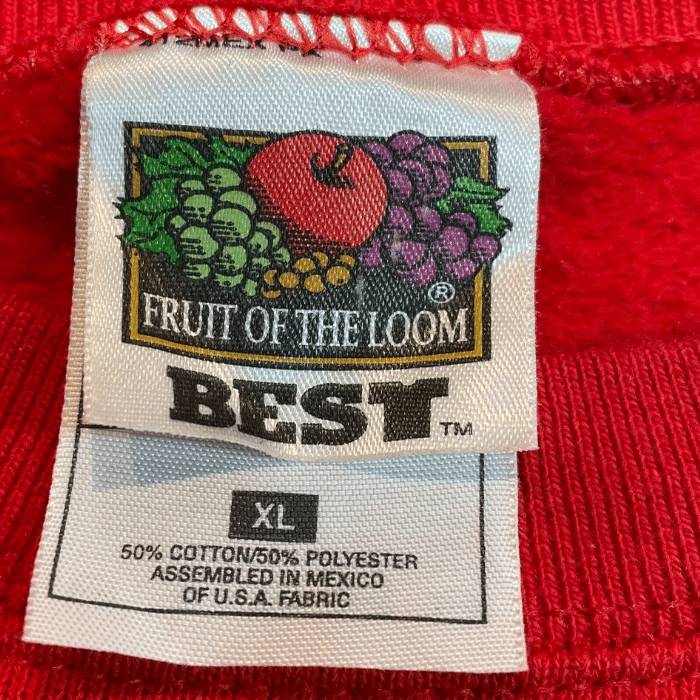 ®
FRUIT OF THE LOOM
BEST™
XL
50% COTTON/50% POLYESTER
ASSEMBLED IN MEXICO
OF U.S.A. FABRIC